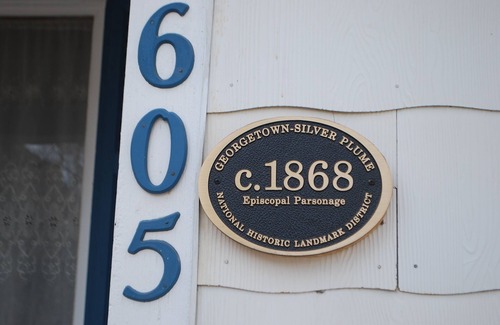 605
GEORGETOWN-SILVER PLUME
c.1868
Episcopal Parsonage
NATIONAL HISTORIC LANDMARK DISTRICT